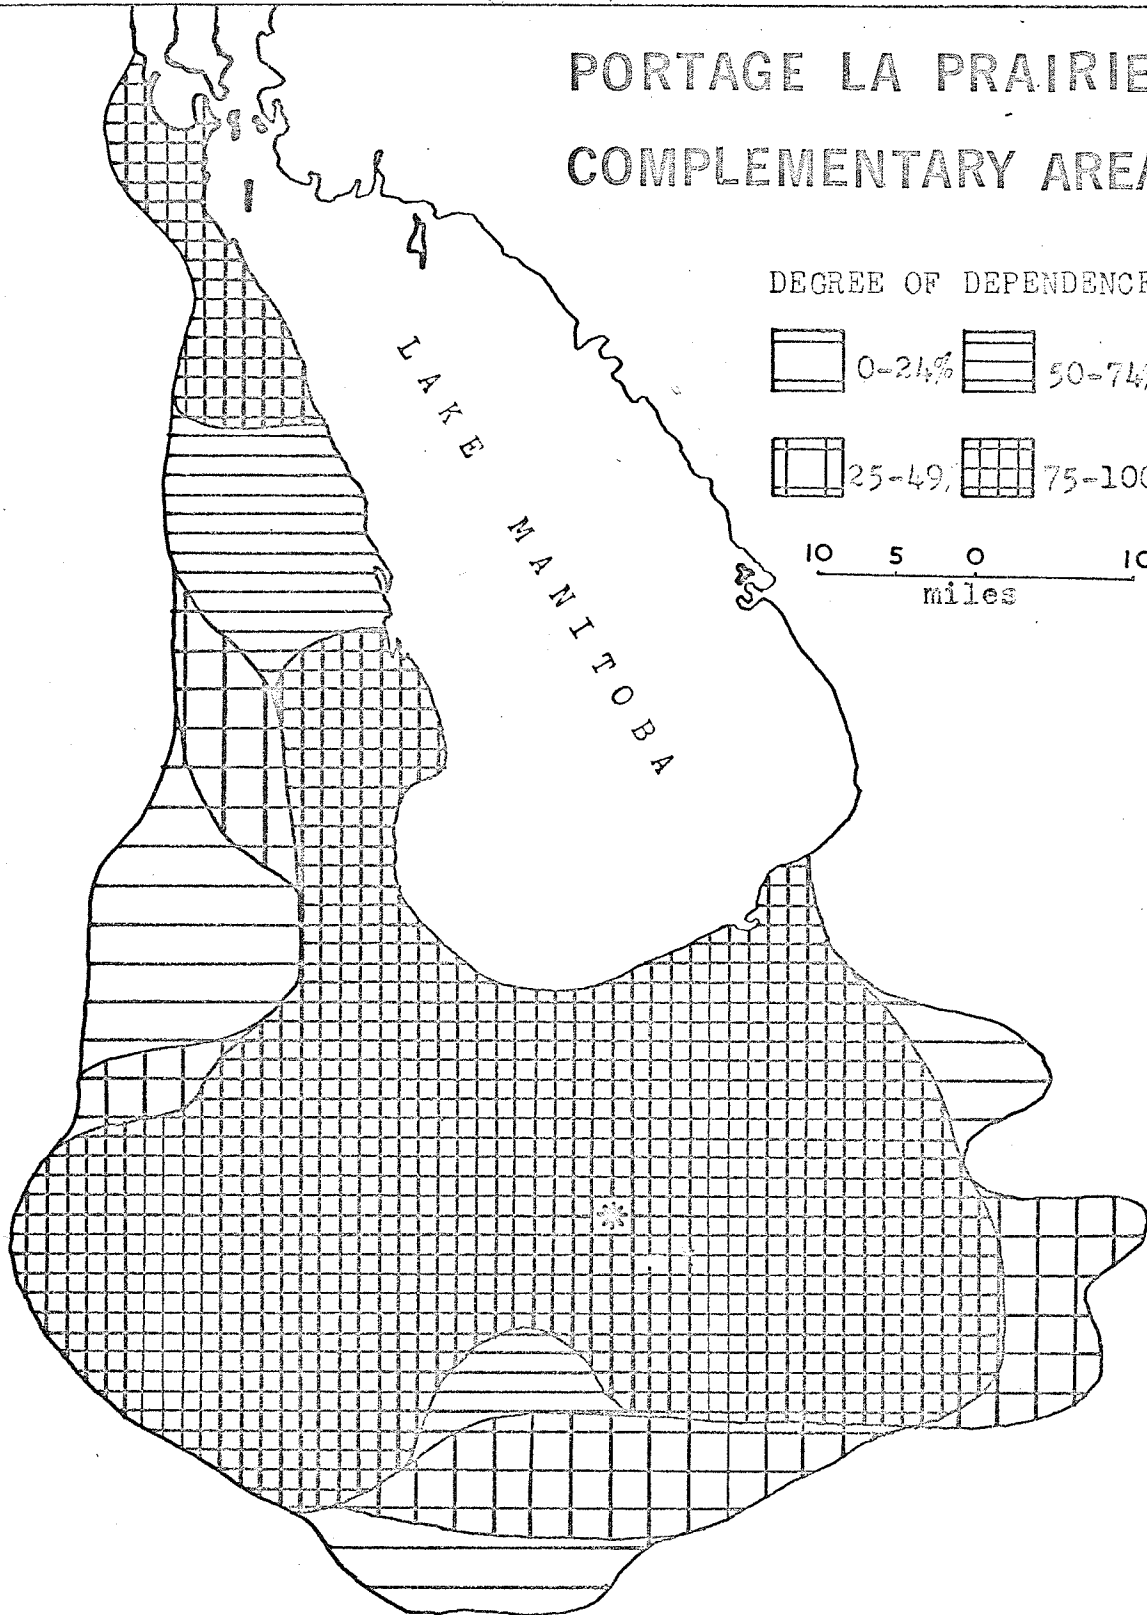 PORTAGE LA PRAIRIE
COMPLEMENTARY AREA
DEGREE OF DEPENDENCE
0-24% 50-74%
25-49, 75-100
10 5 0 10
miles
LAKE MANITOBA